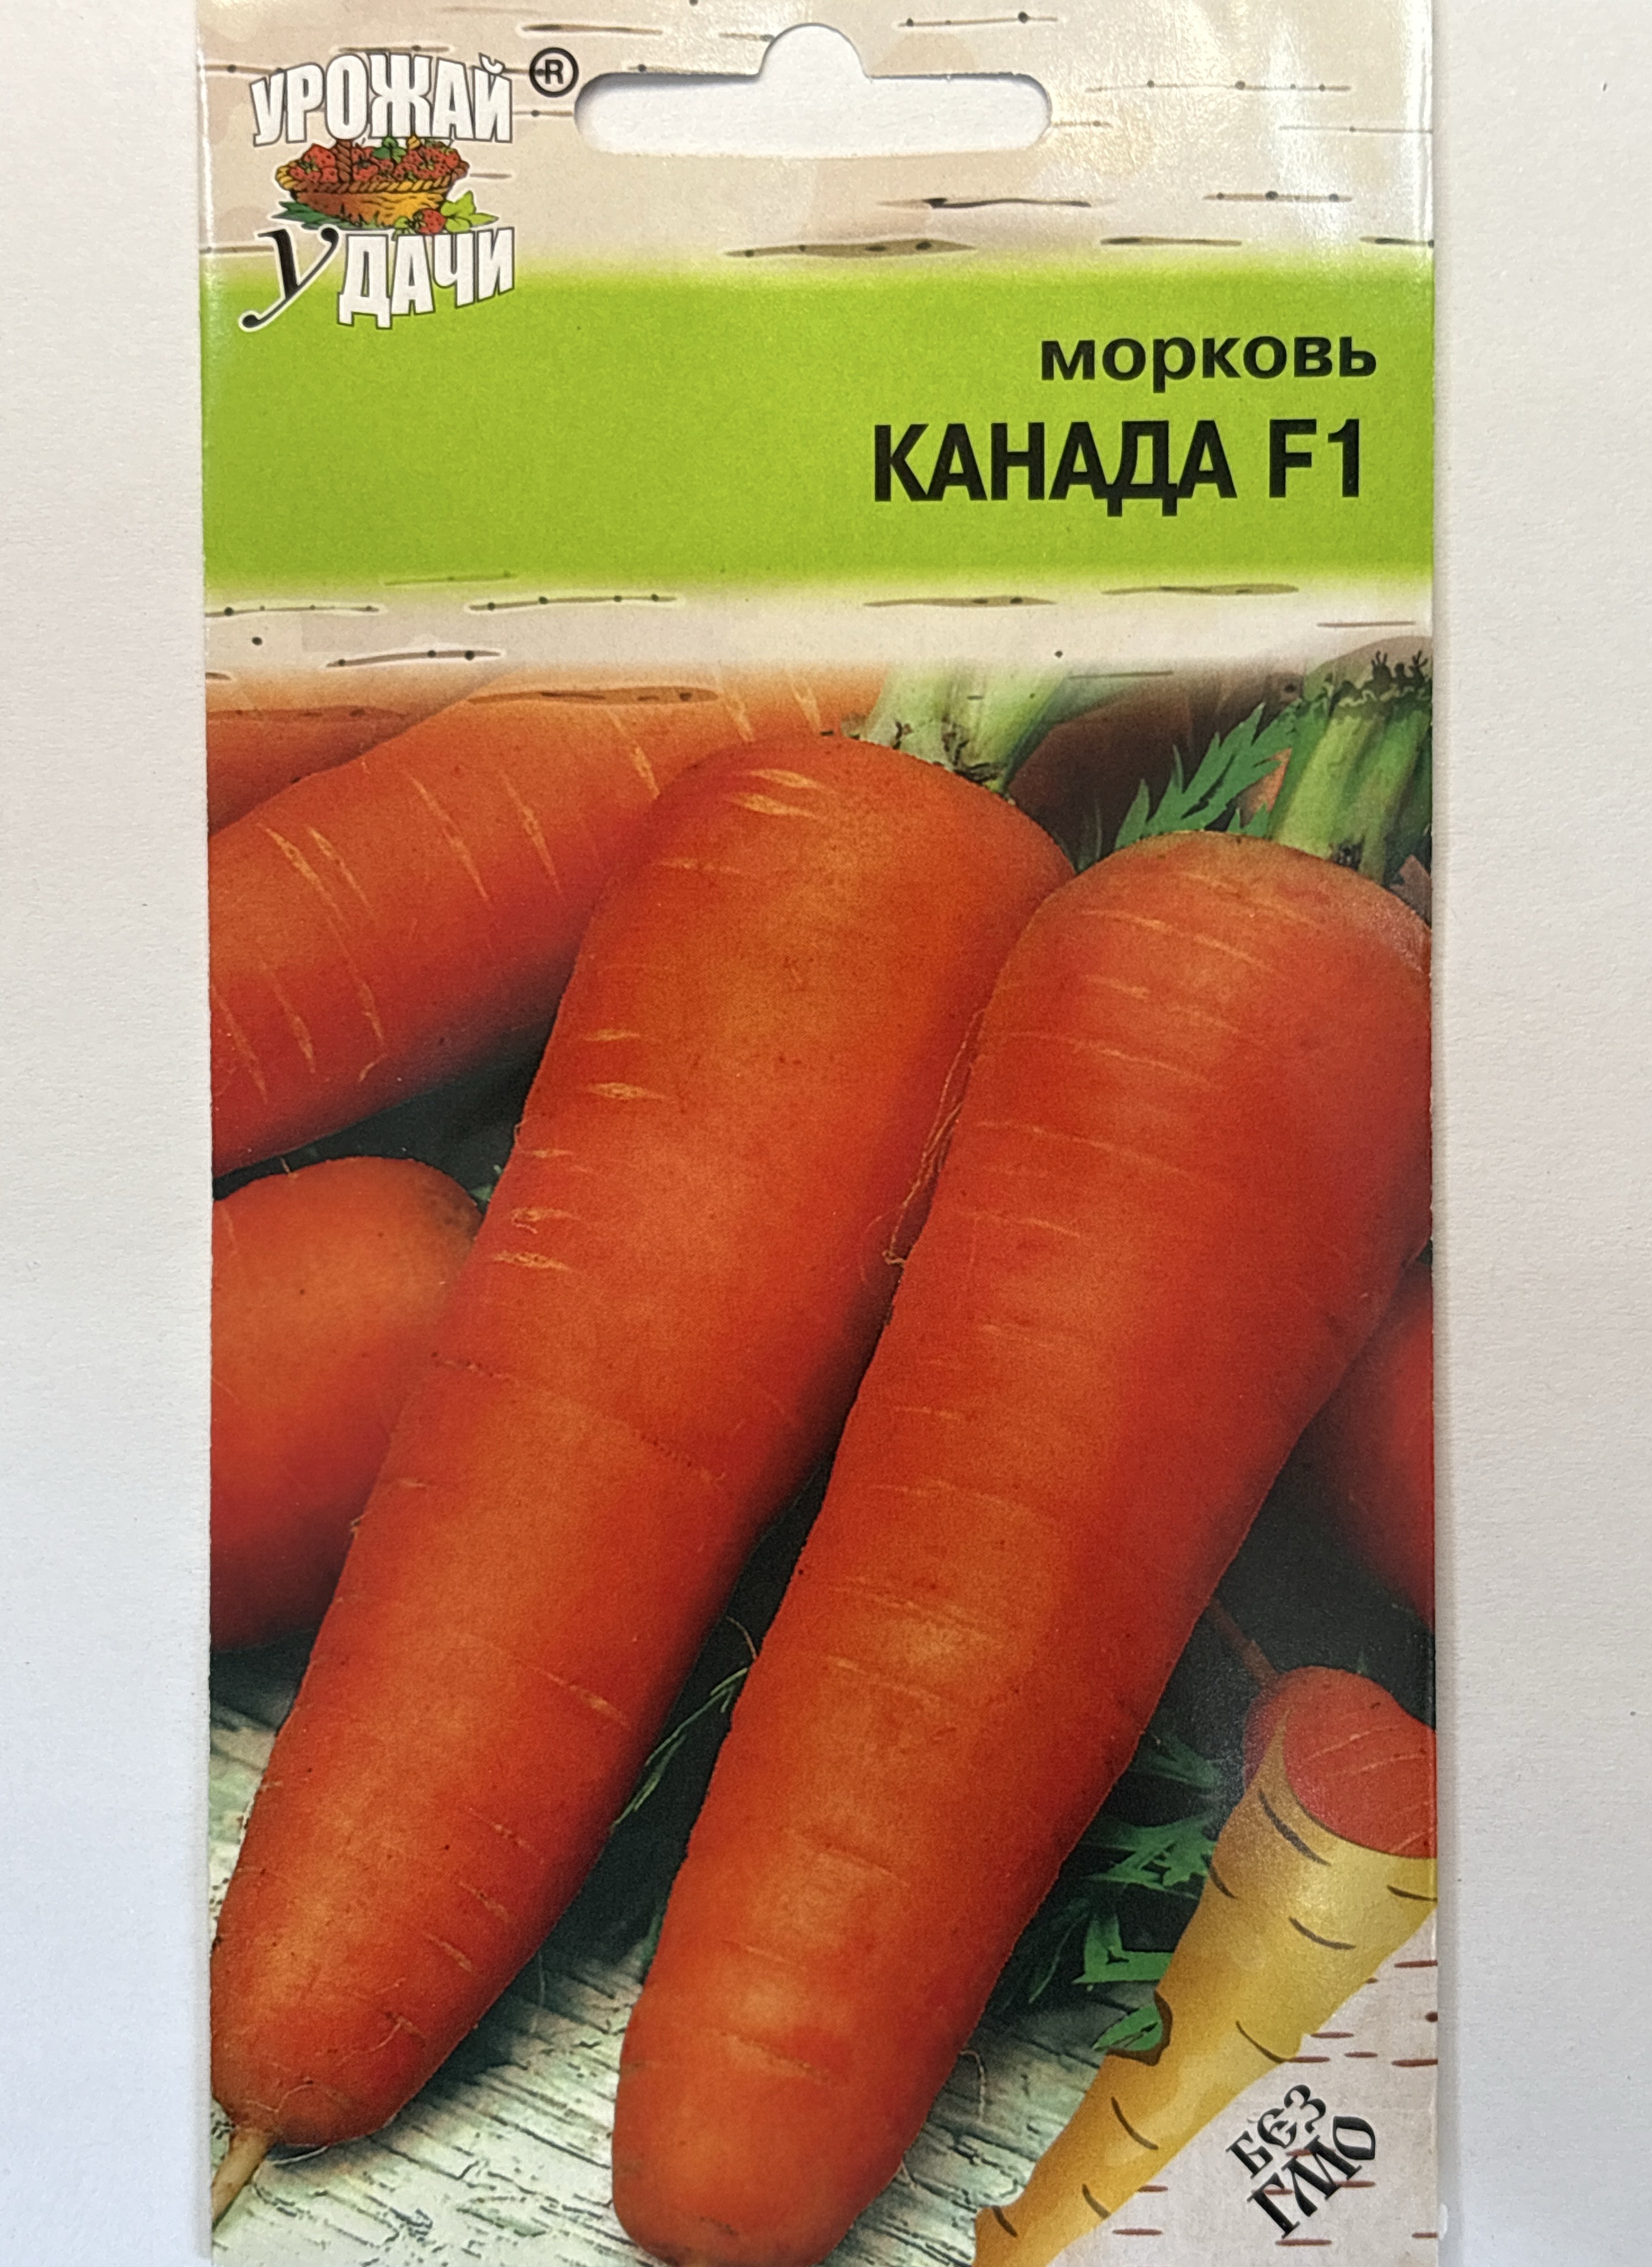 УРОЖАЙ ®
УДАЧИ
морковь
КАНАДА F1
БЕЗ
ГМО